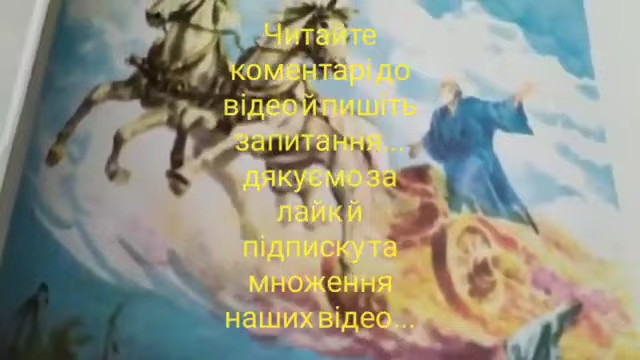 Читайте
коментарі до
відео й пишіть
запитання...
дякуємо за
лайк й
підписку та
множення
наших відео...